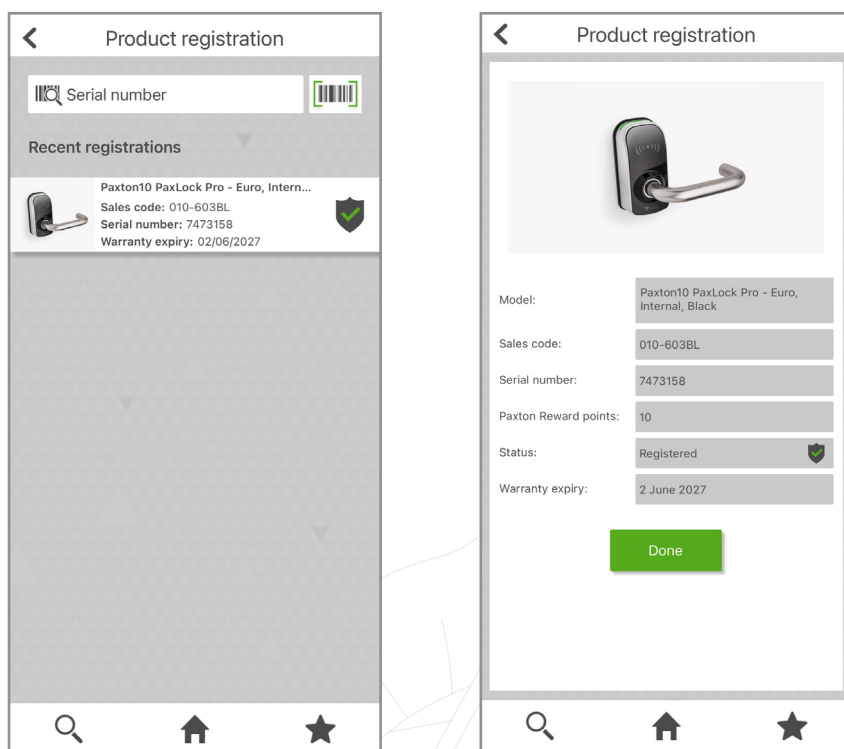 Product registration
Serial number
Recent registrations
Paxton10 PaxLock Pro - Euro, Intern...
Sales code: 010-603BL
Serial number: 7473158
Warranty expiry: 02/06/2027
Product registration
Model:
Paxton10 PaxLock Pro - Euro,
Internal, Black
Sales code:
010-603BL
Serial number:
7473158
Paxton Reward points:
10
Status:
Registered
Warranty expiry:
2 June 2027
Done